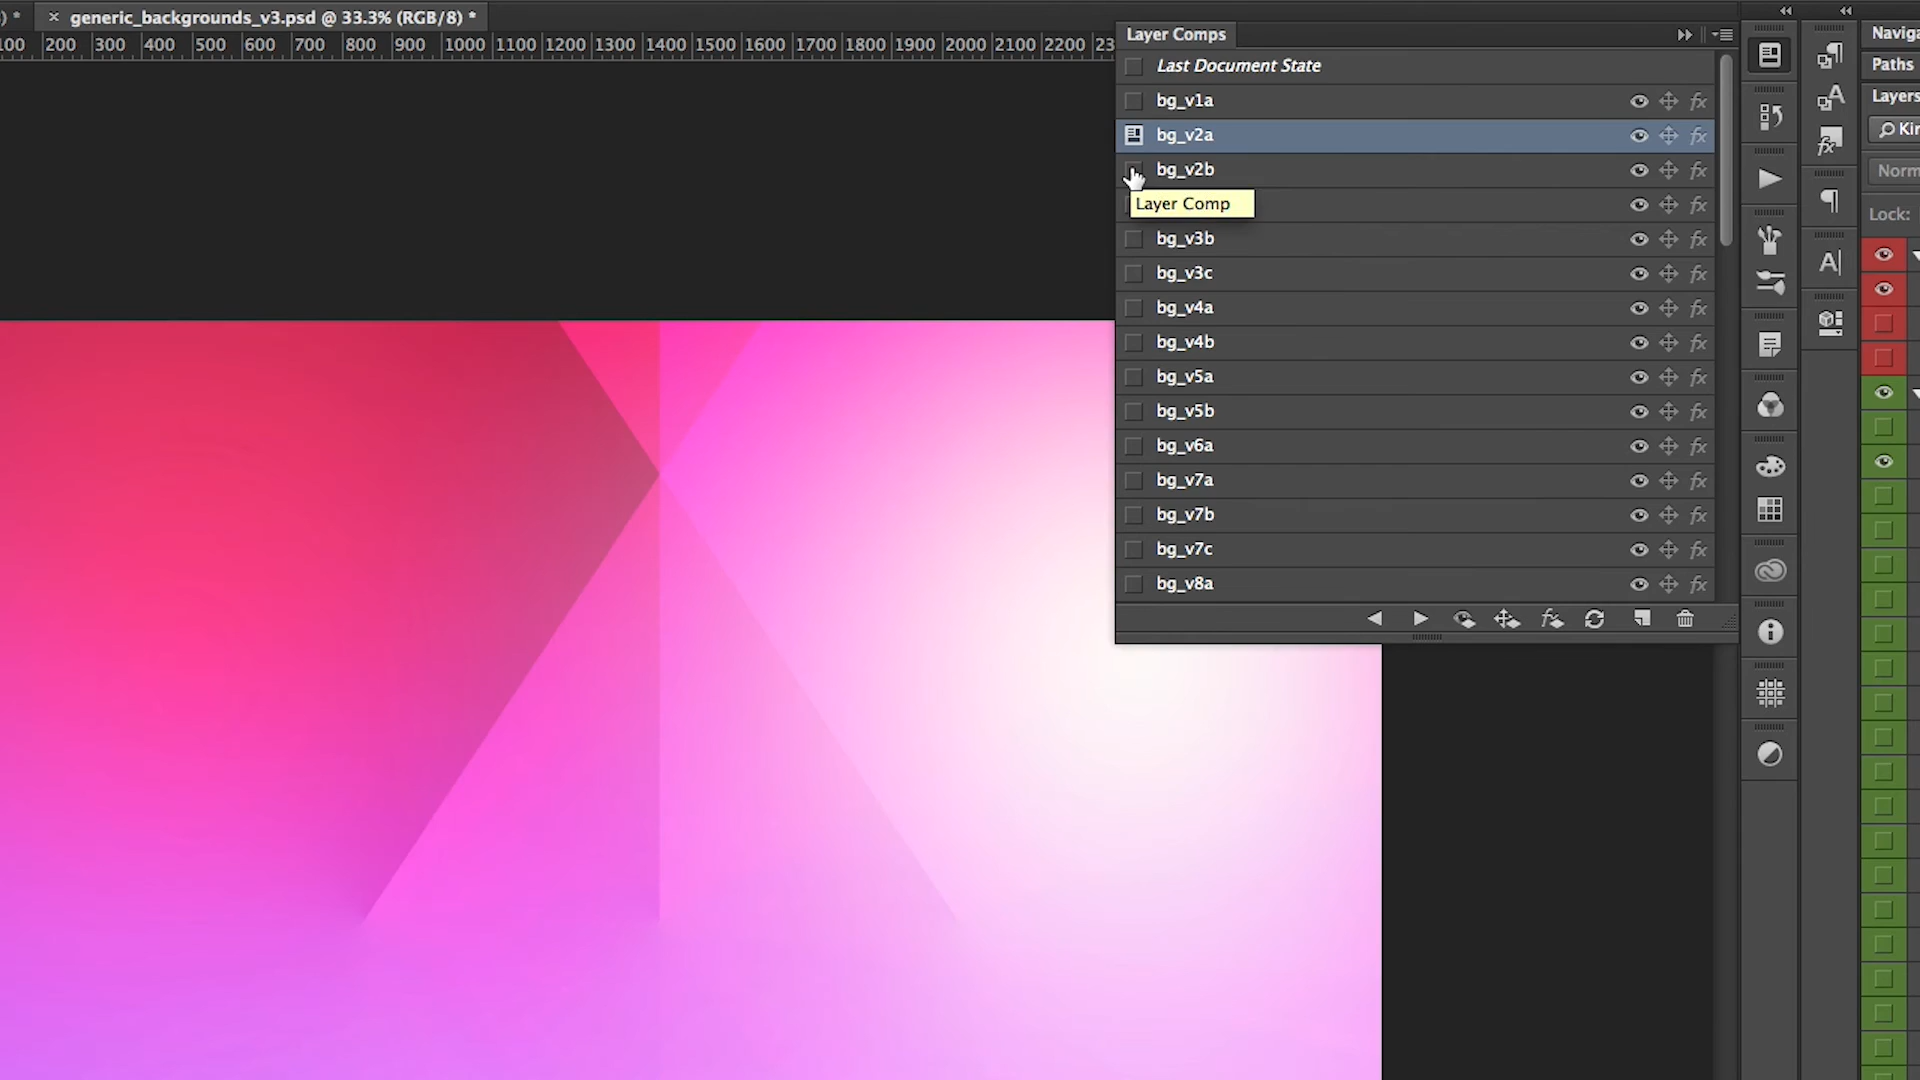 ) *
× generic_backgrounds_v3.psd @ 33.3% (RGB/8) *
100 200 300 400 500 600 700 800 900 1000 1100 1200 1300 1400 1500 1600 1700 1800 1900 2000 2100 2200 23
Layer Comps
Last Document State
bg_v1a
bg_v2a
bg_v2b
Layer Comp
bg_v3b
bg_v3c
bg_v4a
bg_v4b
bg_v5a
bg_v5b
bg_v6a
bg_v7a
bg_v7b
bg_v7c
bg_v8a
Naviga
Paths
Layers
Kin
Norm
Lock: